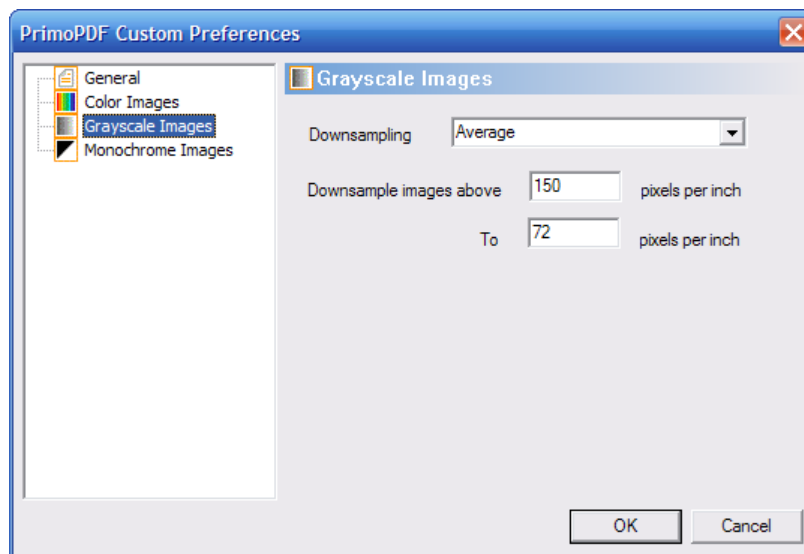 PrimoPDF Custom Preferences
General
Color Images
Grayscale Images
Monochrome Images
Grayscale Images
Downsampling Average
Downsample images above 150 pixels per inch
To 72 pixels per inch
OK Cancel